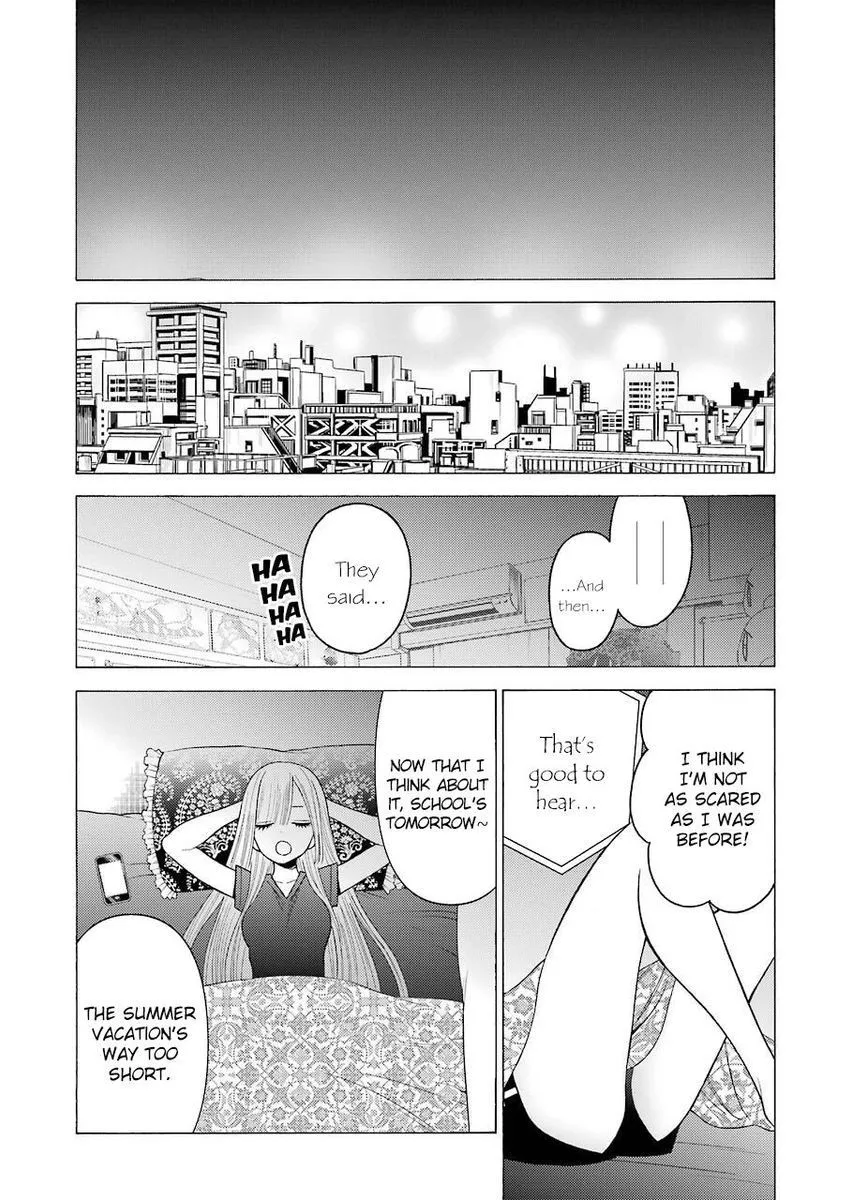 ...And
then...
They
said...
HA
HA
HA
HA
I THINK
I'M NOT
AS SCARED
AS I WAS
BEFORE!
That's
good to
hear...
NOW THAT I
THINK ABOUT
IT, SCHOOL'S
TOMORROW~
THE SUMMER
VACATION'S
WAY TOO
SHORT.